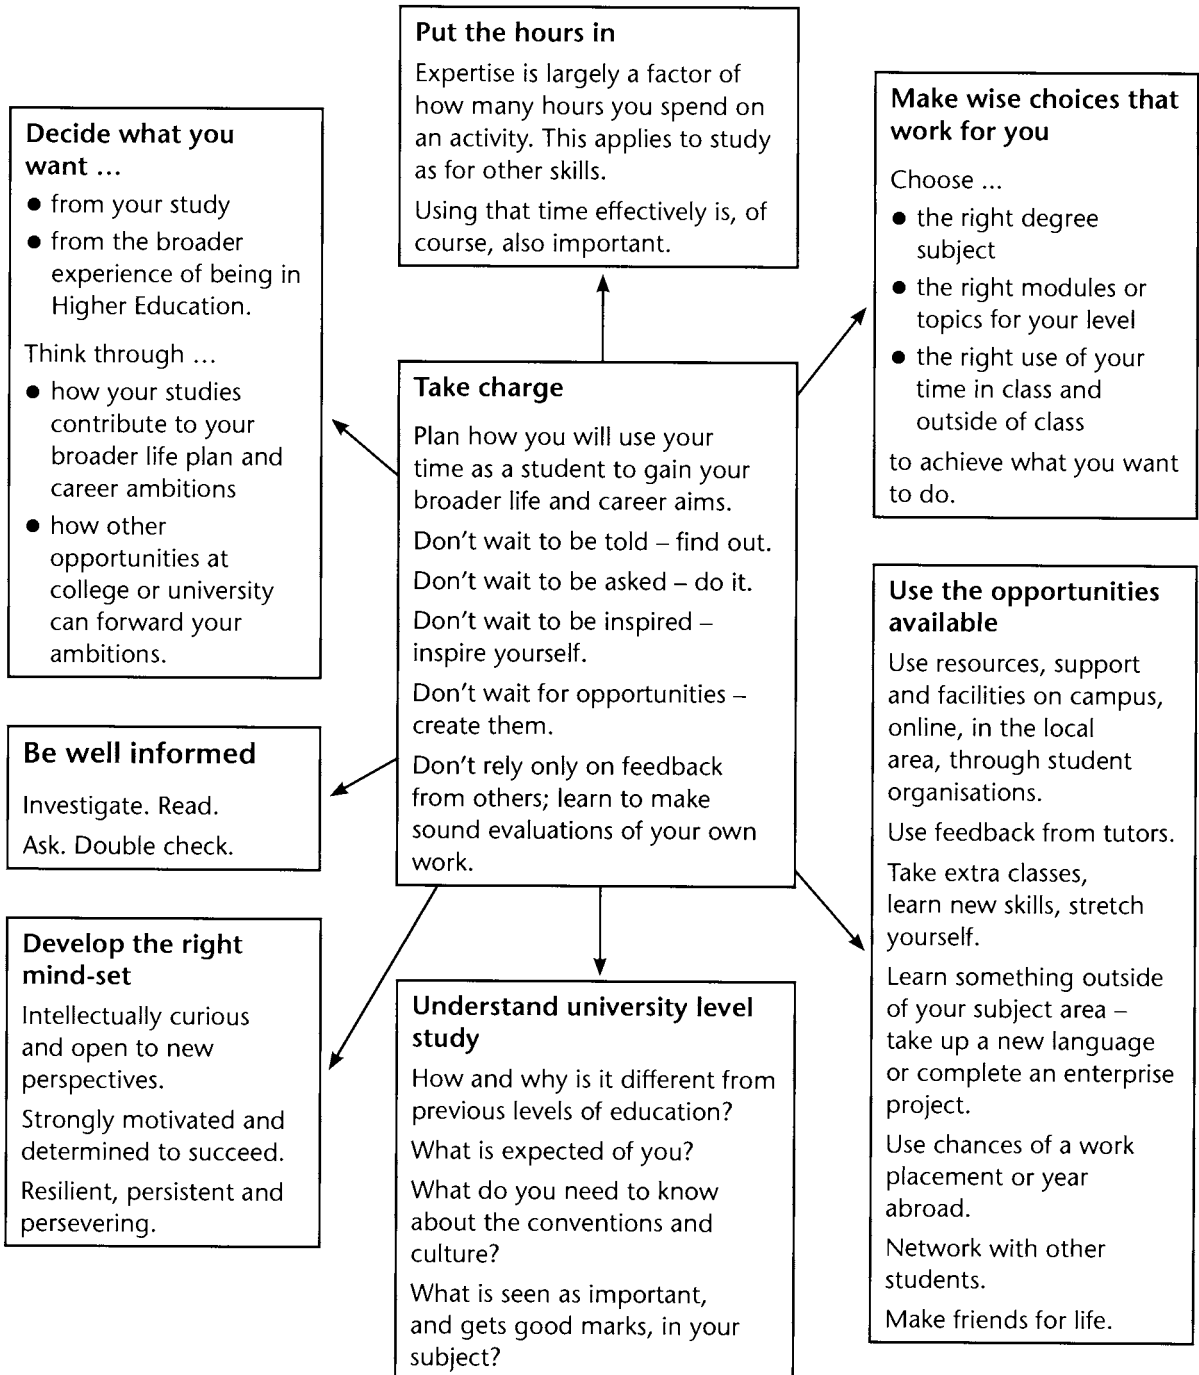 Put the hours in
Expertise is largely a factor of
how many hours you spend on
an activity. This applies to study
as for other skills.
Using that time effectively is, of
course, also important.
Decide what you
want ...
● from your study
● from the broader
experience of being in
Higher Education.
Think through ...
● how your studies
contribute to your
broader life plan and
career ambitions
● how other
opportunities at
college or university
can forward your
ambitions.
Make wise choices that
work for you
Choose ...
● the right degree
subject
● the right modules or
topics for your level
● the right use of your
time in class and
outside of class
to achieve what you want
to do.
Take charge
Plan how you will use your
time as a student to gain your
broader life and career aims.
Don't wait to be told – find out.
Don't wait to be asked – do it.
Don't wait to be inspired –
inspire yourself.
Don't wait for opportunities –
create them.
Don't rely only on feedback
from others; learn to make
sound evaluations of your own
work.
Be well informed
Investigate. Read.
Ask. Double check.
Use the opportunities
available
Use resources, support
and facilities on campus,
online, in the local
area, through student
organisations.
Use feedback from tutors.
Take extra classes,
learn new skills, stretch
yourself.
Learn something outside
of your subject area –
take up a new language
or complete an enterprise
project.
Use chances of a work
placement or year
abroad.
Network with other
students.
Make friends for life.
Develop the right
mind-set
Intellectually curious
and open to new
perspectives.
Strongly motivated and
determined to succeed.
Resilient, persistent and
persevering.
Understand university level
study
How and why is it different from
previous levels of education?
What is expected of you?
What do you need to know
about the conventions and
culture?
What is seen as important,
and gets good marks, in your
subject?